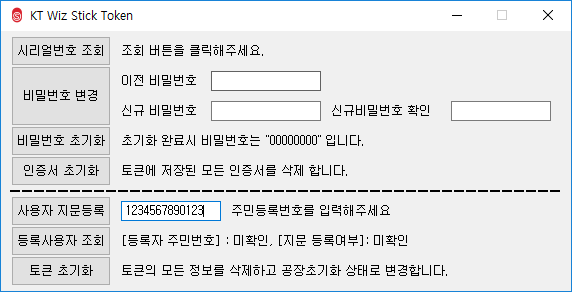 KT Wiz Stick Token
시리얼번호 조회 조회 버튼을 클릭해주세요.
비밀번호 변경 이전 비밀번호
신규 비밀번호 신규비밀번호 확인
비밀번호 초기화 초기화 완료시 비밀번호는 "00000000" 입니다.
인증서 초기화 토큰에 저장된 모든 인증서를 삭제 합니다.
사용자 지문등록 1234567890123 주민등록번호를 입력해주세요
등록사용자 조회 [등록자 주민번호] : 미확인, [지문 등록여부]: 미확인
토큰 초기화 토큰의 모든 정보를 삭제하고 공장초기화 상태로 변경합니다.